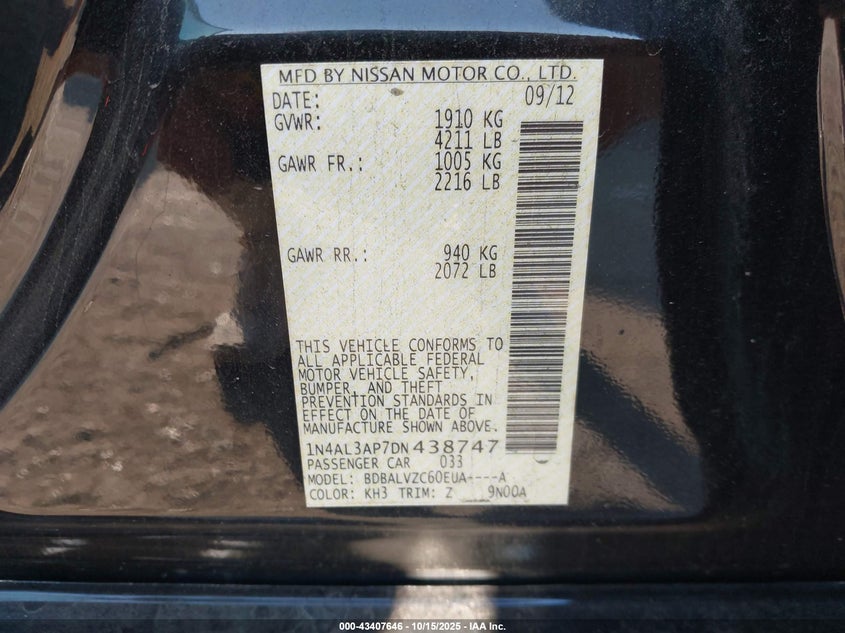 MFD BY NISSAN MOTOR CO., LTD.
DATE: 09/12
GVWR: 1910 KG
4211 LB
GAWR FR.: 1005 KG
2216 LB
GAWR RR.: 940 KG
2072 LB
THIS VEHICLE CONFORMS TO
ALL APPLICABLE FEDERAL
MOTOR VEHICLE SAFETY,
BUMPER, AND THEFT
PREVENTION STANDARDS IN
EFFECT ON THE DATE OF
MANUFACTURE SHOWN ABOVE.
1N4AL3AP7DN438747
PASSENGER CAR 033
MODEL: BDBALVZC60EUA----A
COLOR: KH3 TRIM: Z 9N00A
000-43407646 - 10/15/2025 - IAA Inc.